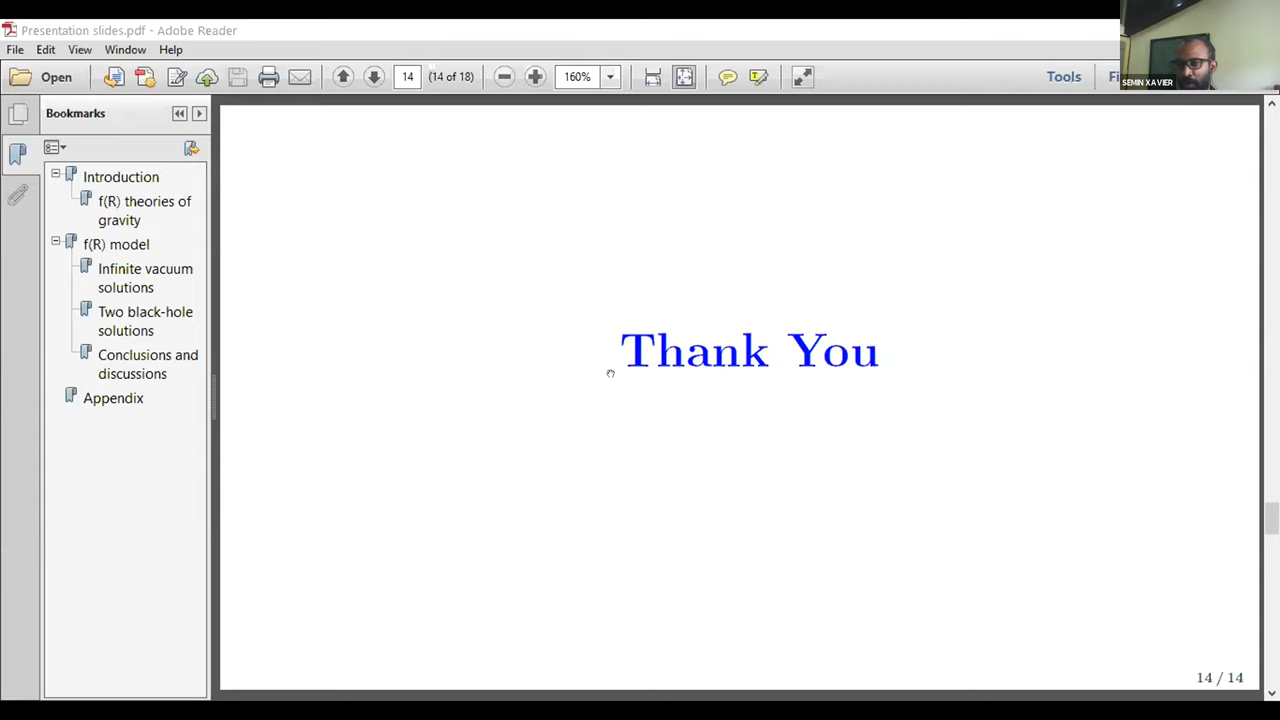 Presentation slides.pdf - Adobe Reader
File Edit View Window Help
Open 14 (14 of 18) 160% Tools Fi
SEMIN XAVIER
Bookmarks
Introduction
f(R) theories of
gravity
f(R) model
Infinite vacuum
solutions
Two black-hole
solutions
Conclusions and
discussions
Appendix
Thank You
14 / 14